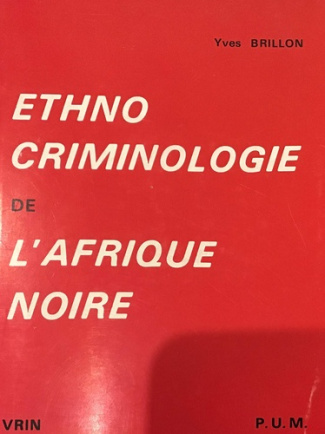 Yves BRILLON
ETHNO
CRIMINOLOGIE
DE
L'AFRIQUE
NOIRE
VRIN P.U.M.